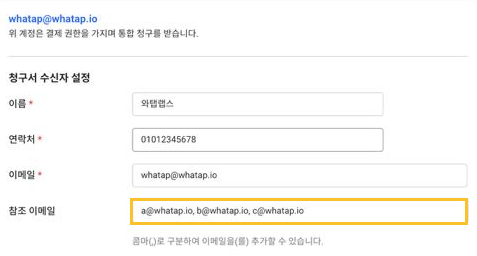 whatap@whatap.io
위 계정은 결제 권한을 가지며 통합 청구를 받습니다.
청구서 수신자 설정
이름 *
와탭랩스
연락처 *
01012345678
이메일 *
whatap@whatap.io
참조 이메일
a@whatap.io, b@whatap.io, c@whatap.io
콤마(,)로 구분하여 이메일을(를) 추가할 수 있습니다.